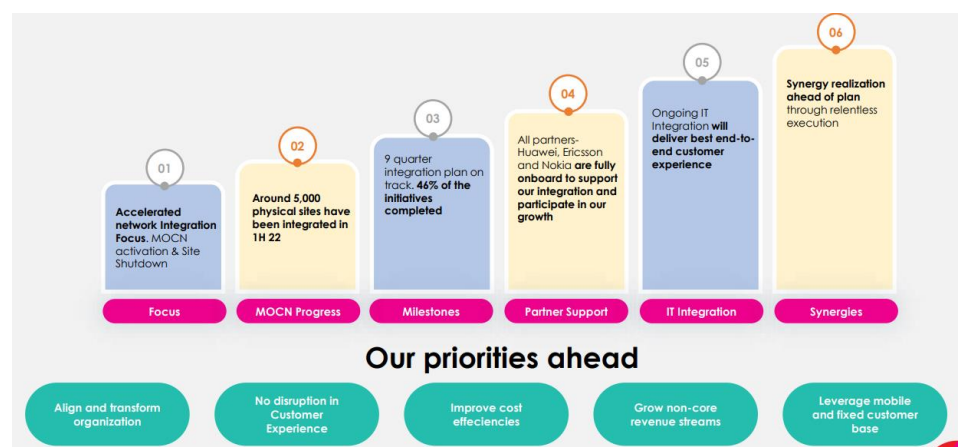 01
Accelerated
network Integration
Focus. MOCN
activation & Site
Shutdown
Focus
02
Around 5,000
physical sites have
been integrated in
1H 22
MOCN Progress
03
9 quarter
integration plan on
track. 46% of the
initiatives
completed
Milestones
04
All partners-
Huawei, Ericsson
and Nokia are fully
onboard to support
our integration and
participate in our
growth
Partner Support
05
Ongoing IT
Integration will
deliver best end-to-
end customer
experience
IT Integration
06
Synergy realization
ahead of plan
through relentless
execution
Synergies
Our priorities ahead
Align and transform
organization
No disruption in
Customer
Experience
Improve cost
effeciencies
Grow non-core
revenue streams
Leverage mobile
and fixed customer
base